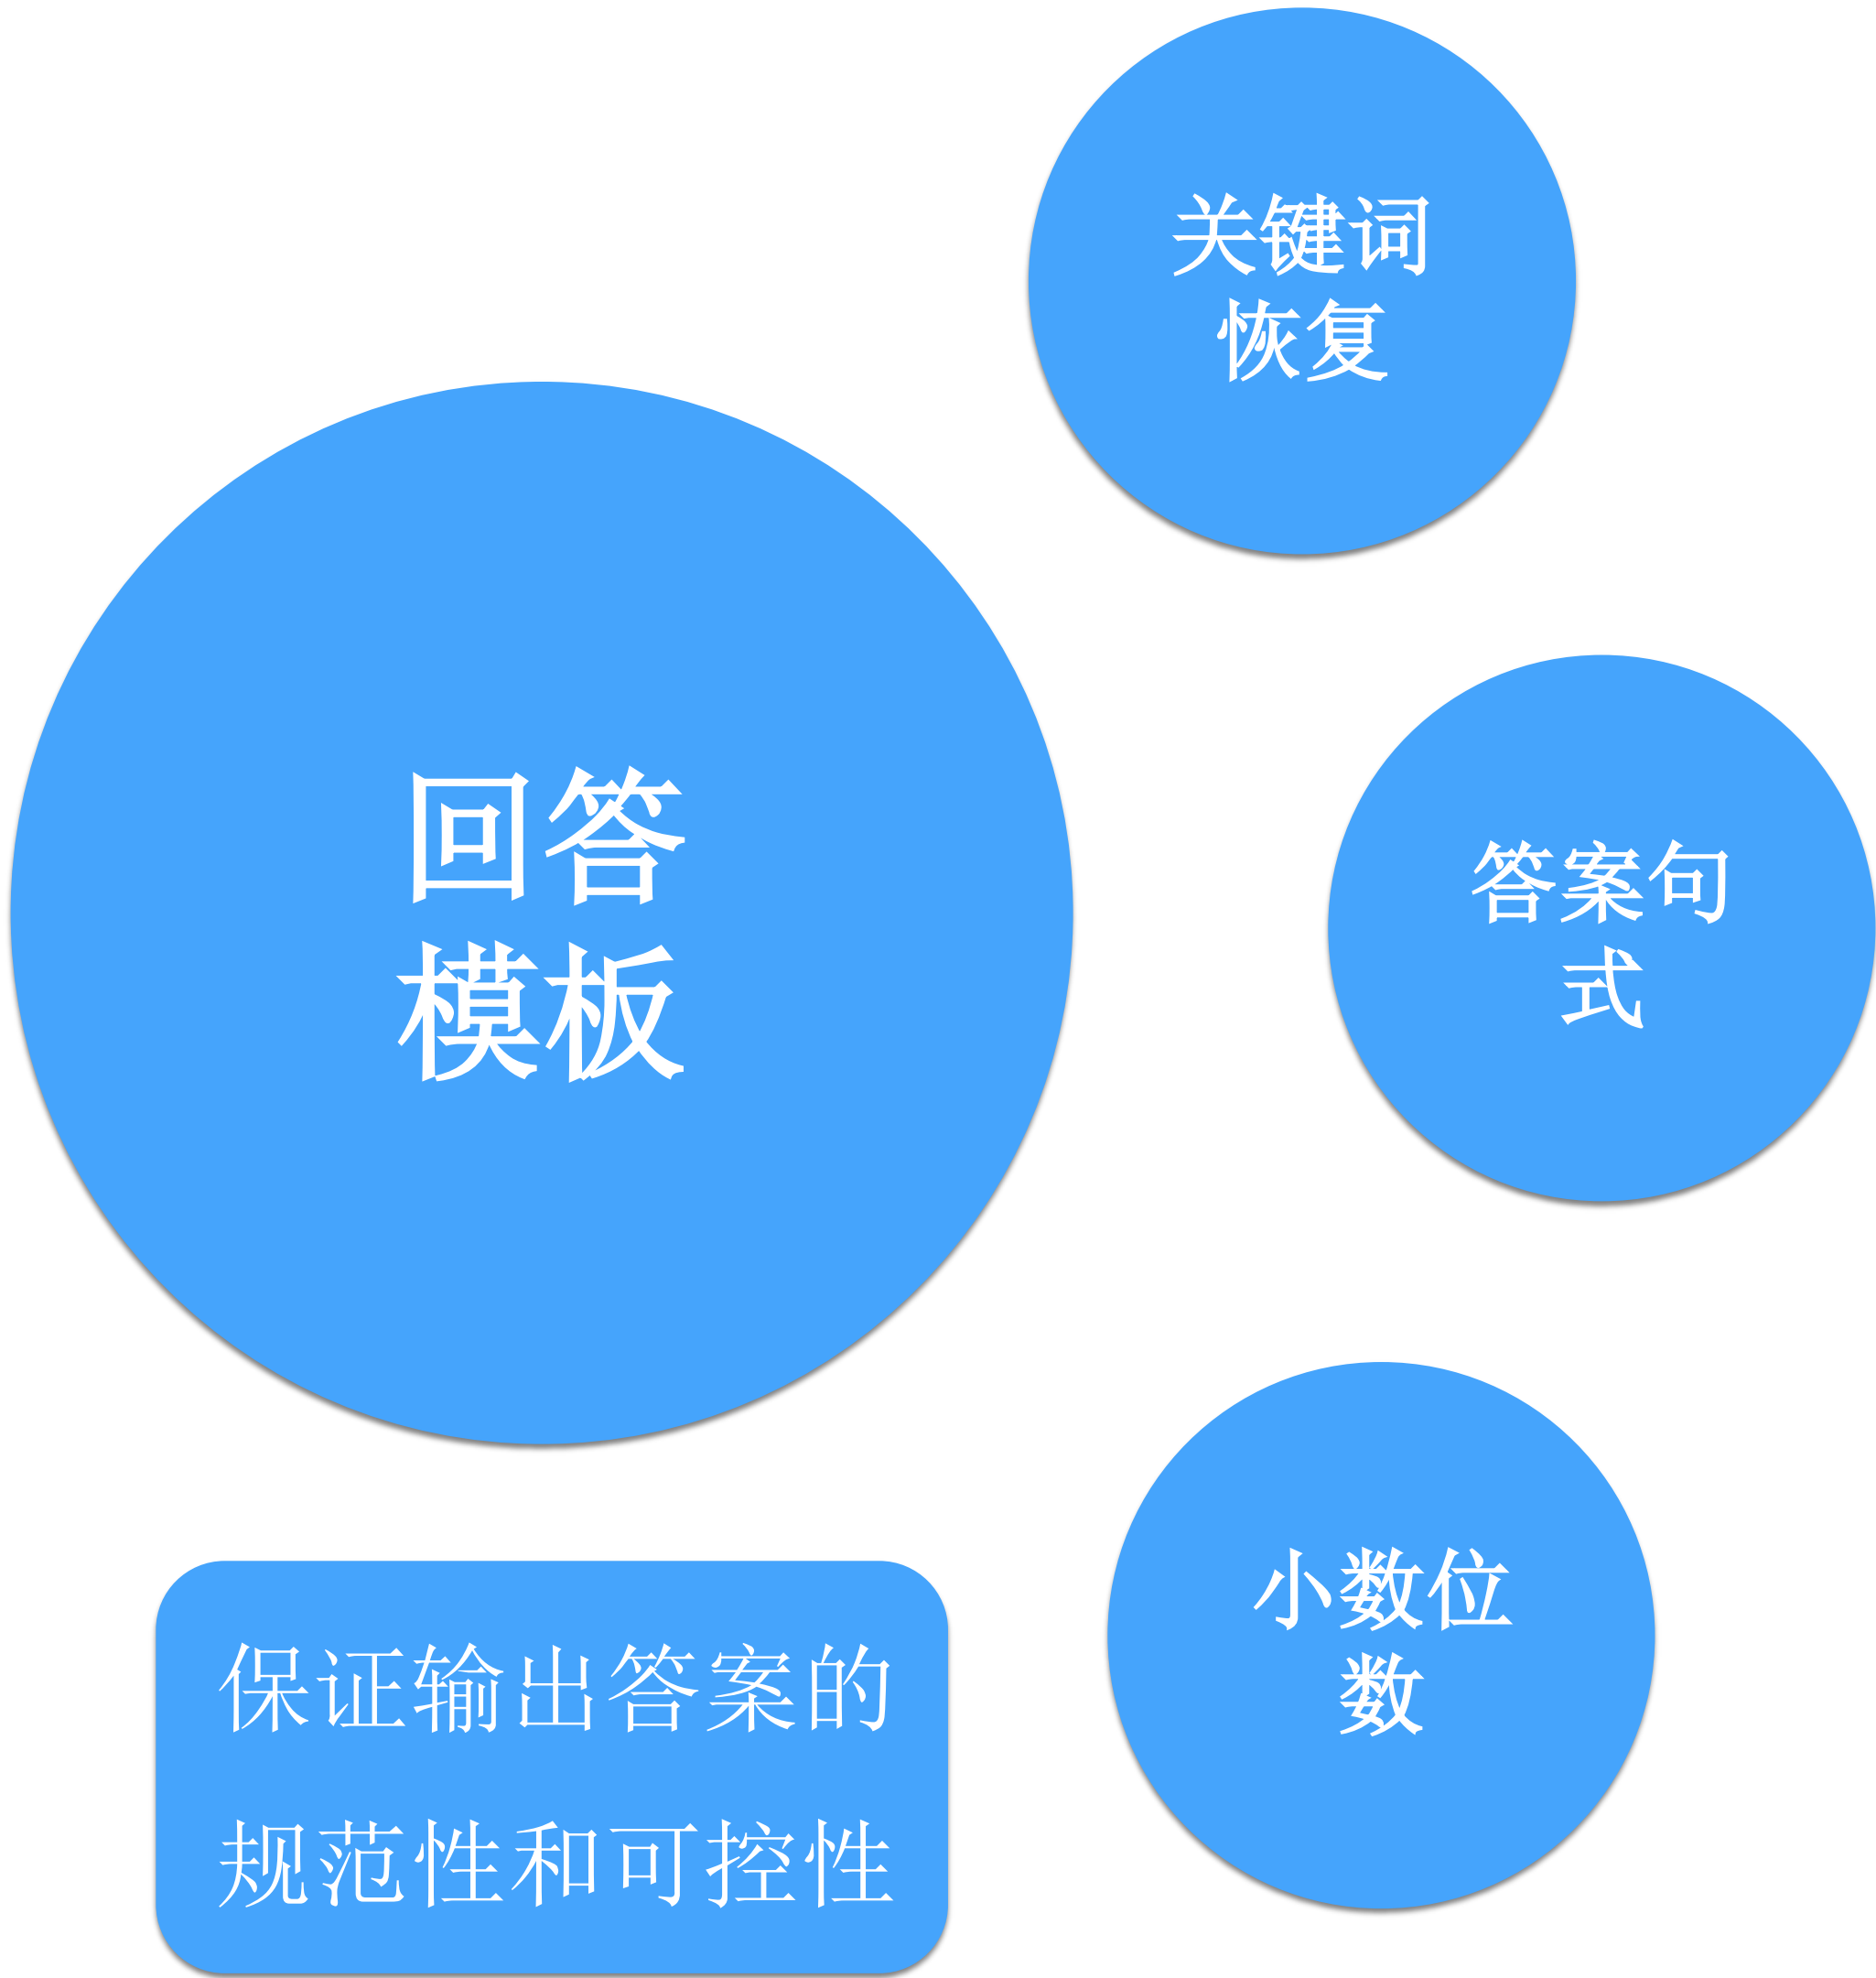 关键词
恢复
回答
模板
答案句
式
小数位
数
保证输出答案的
规范性和可控性